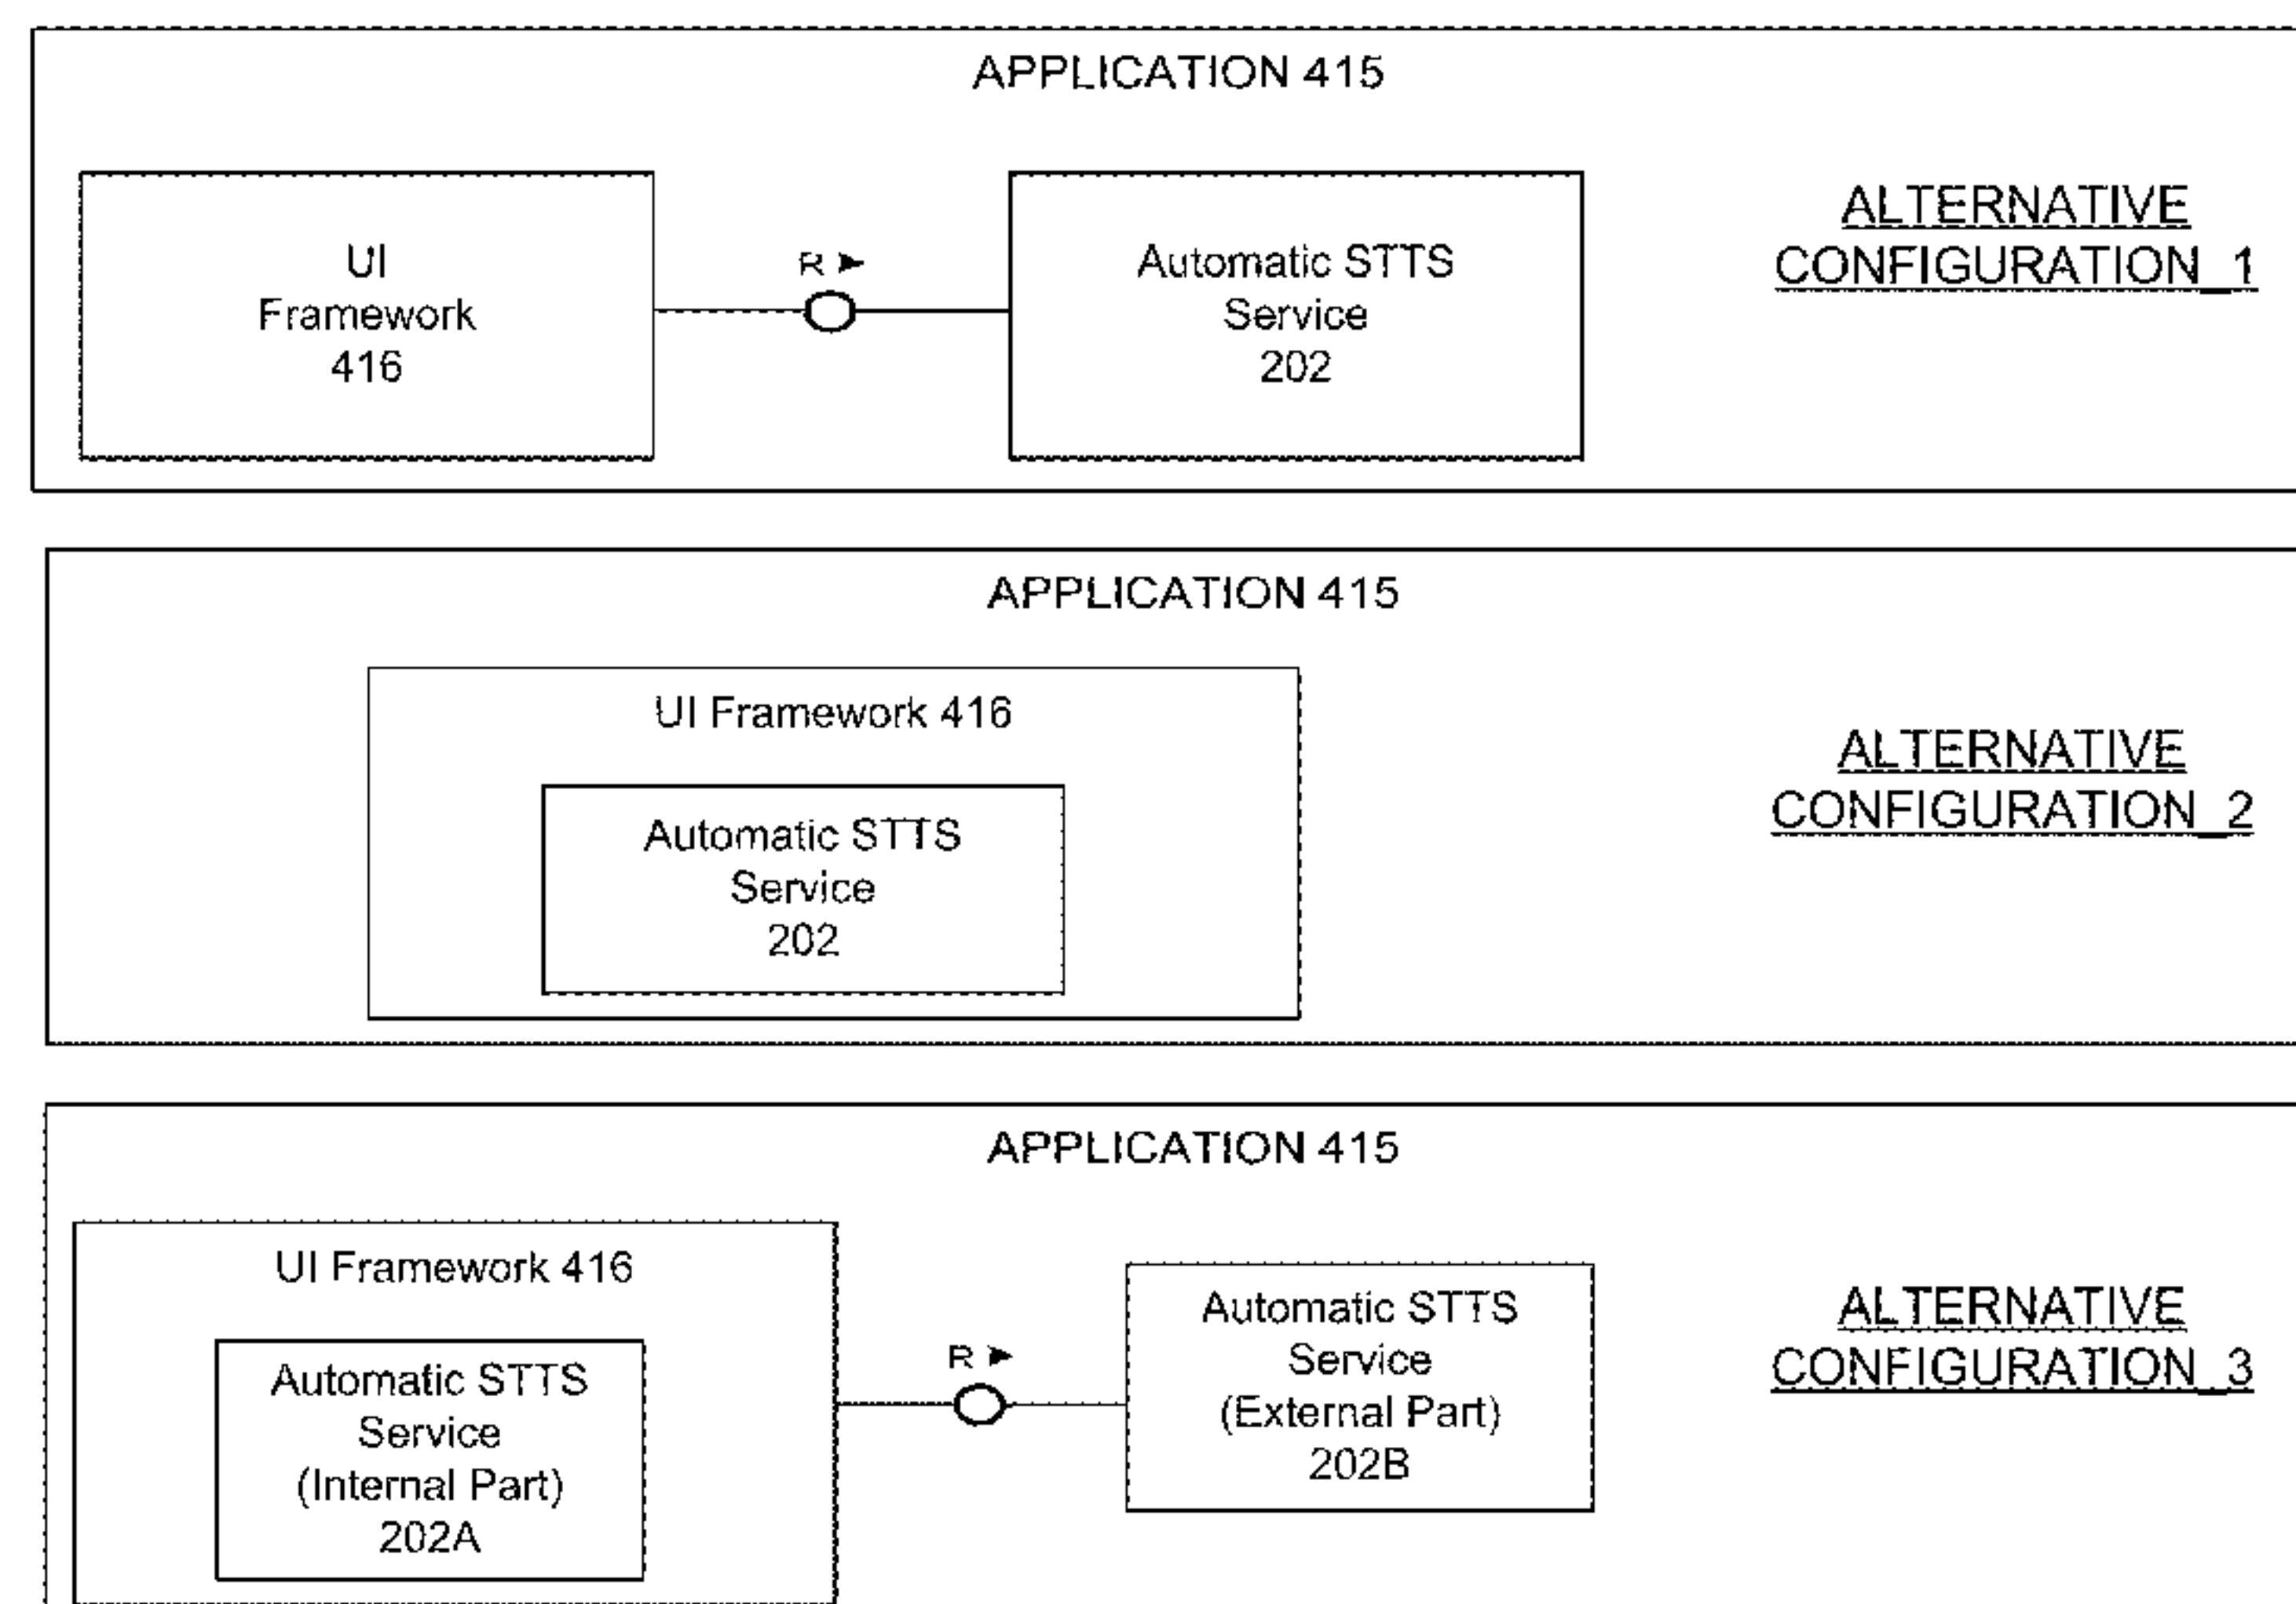 APPLICATION 415
UI
Framework
416
R
Automatic STTS
Service
202
ALTERNATIVE
CONFIGURATION_1
APPLICATION 415
UI Framework 416
Automatic STTS
Service
202
ALTERNATIVE
CONFIGURATION_2
APPLICATION 415
UI Framework 416
Automatic STTS
Service
(Internal Part)
202A
R
Automatic STTS
Service
(External Part)
202B
ALTERNATIVE
CONFIGURATION_3